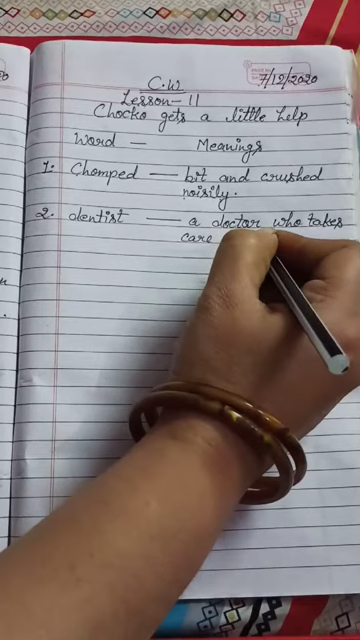 C.W
7/12/2020
Lesson - 11
Chocko gets a little help
Word — Meanings
1. Chomped — bit and crushed
noisily.
2. dentist — a doctor who takes
care